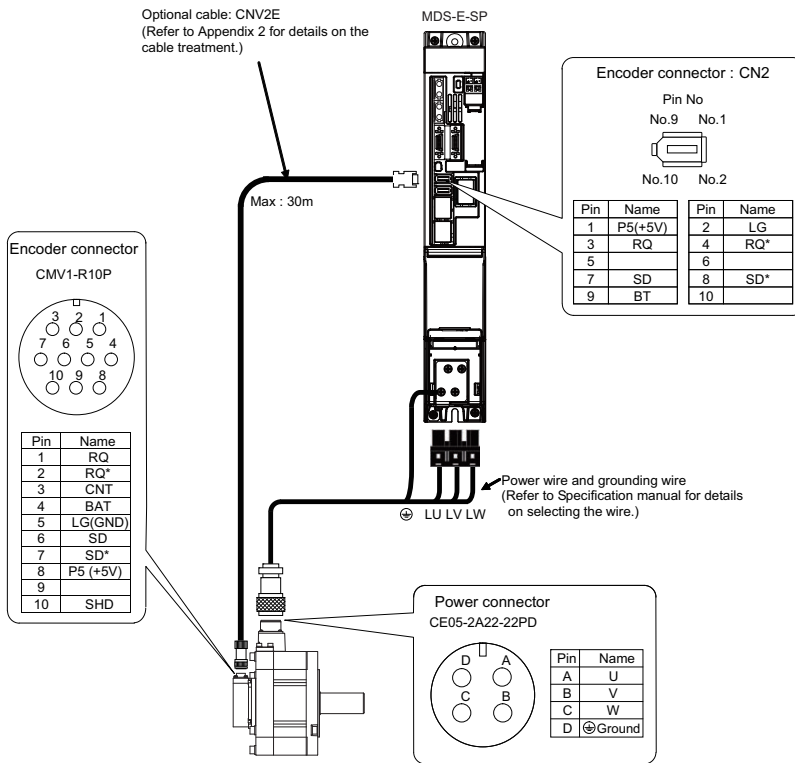 Optional cable: CNV2E
(Refer to Appendix 2 for details on the
cable treatment.)
MDS-E-SP
Encoder connector : CN2
Pin No
No.9 No.1
No.10 No.2
Pin Name Pin Name
1 P5(+5V) 2 LG
3 RQ 4 RQ*
5 6
7 SD 8 SD*
9 BT 10
Max : 30m
Encoder connector
CMV1-R10P
3 2 1
7 6 5 4
10 9 8
Pin Name
1 RQ
2 RQ*
3 CNT
4 BAT
5 LG(GND)
6 SD
7 SD*
8 P5 (+5V)
9
10 SHD
Power wire and grounding wire
(Refer to Specification manual for details
on selecting the wire.)
LU LV LW
Power connector
CE05-2A22-22PD
D A
C B
Pin Name
A U
B V
C W
D Ground